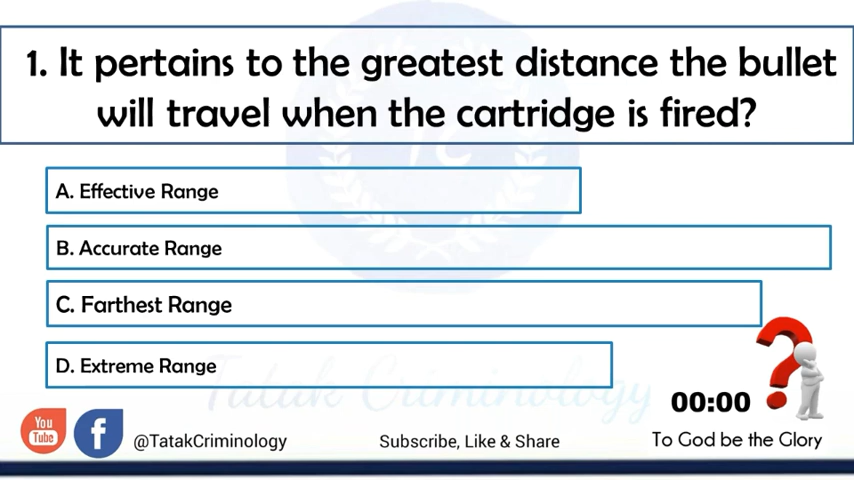 1. It pertains to the greatest distance the bullet
will travel when the cartridge is fired?
A. Effective Range
B. Accurate Range
C. Farthest Range
D. Extreme Range
Tatak Criminology
00:00
You
Tube
f
@TatakCriminology
Subscribe, Like & Share
To God be the Glory